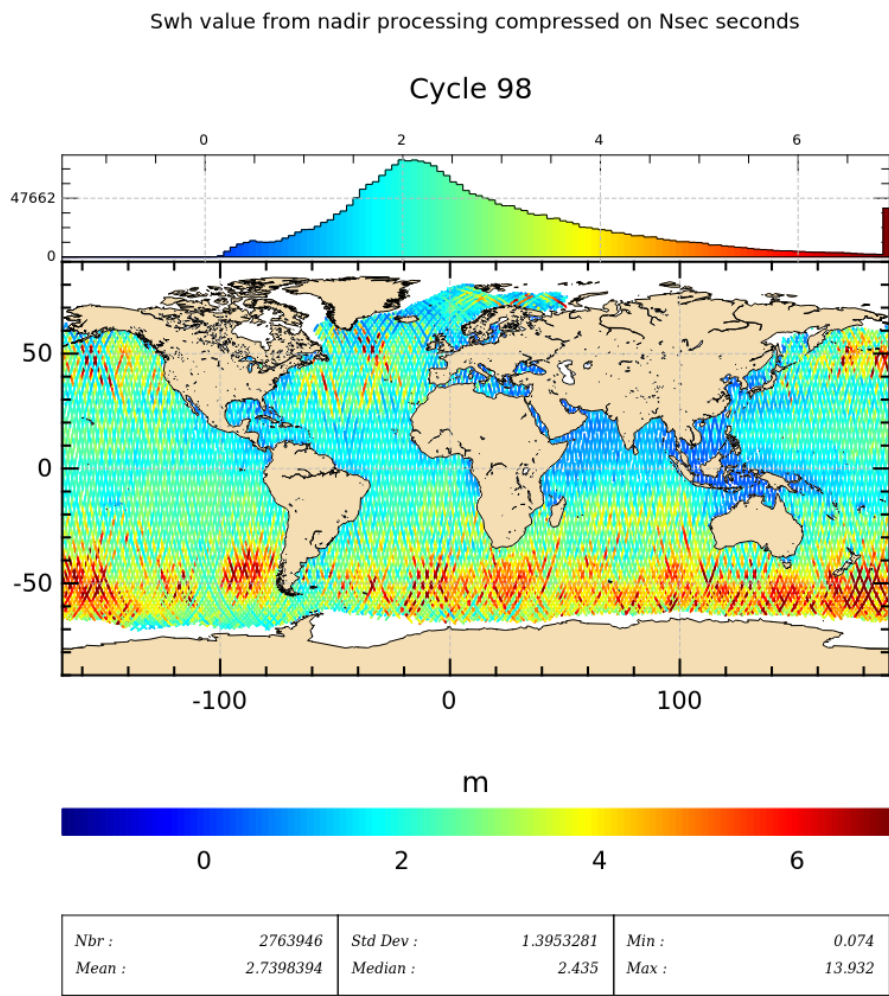 Swh value from nadir processing compressed on Nsec seconds
Cycle 98
0 2 4 6
47662
0
50
0
-50
-100 0 100
m
0 2 4 6
Nbr : 2763946 Std Dev : 1.3953281 Min : 0.074
Mean : 2.7398394 Median : 2.435 Max : 13.932